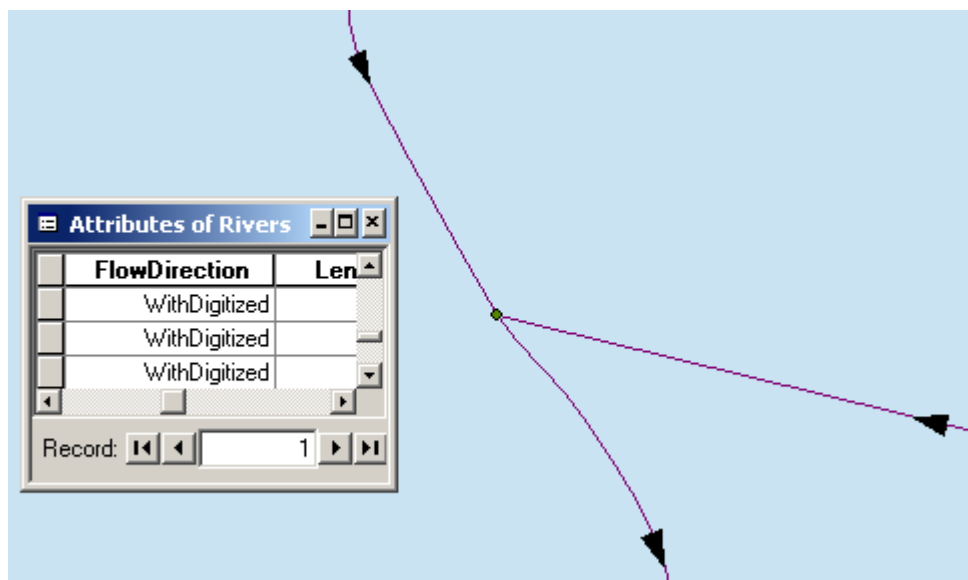 Attributes of Rivers
FlowDirection Len
WithDigitized
WithDigitized
WithDigitized
Record: 1